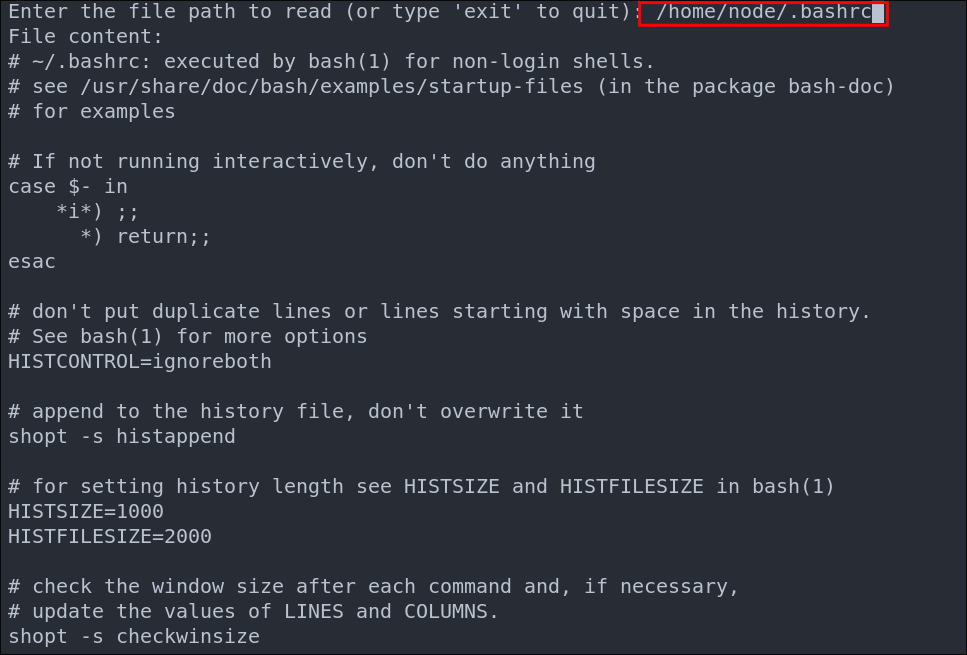 Enter the file path to read (or type 'exit' to quit): /home/node/.bashrc
File content:
# ~/.bashrc: executed by bash(1) for non-login shells.
# see /usr/share/doc/bash/examples/startup-files (in the package bash-doc)
# for examples

# If not running interactively, don't do anything
case $- in
    *i*) ;;
      *) return;;
esac

# don't put duplicate lines or lines starting with space in the history.
# See bash(1) for more options
HISTCONTROL=ignoreboth

# append to the history file, don't overwrite it
shopt -s histappend

# for setting history length see HISTSIZE and HISTFILESIZE in bash(1)
HISTSIZE=1000
HISTFILESIZE=2000

# check the window size after each command and, if necessary,
# update the values of LINES and COLUMNS.
shopt -s checkwinsize